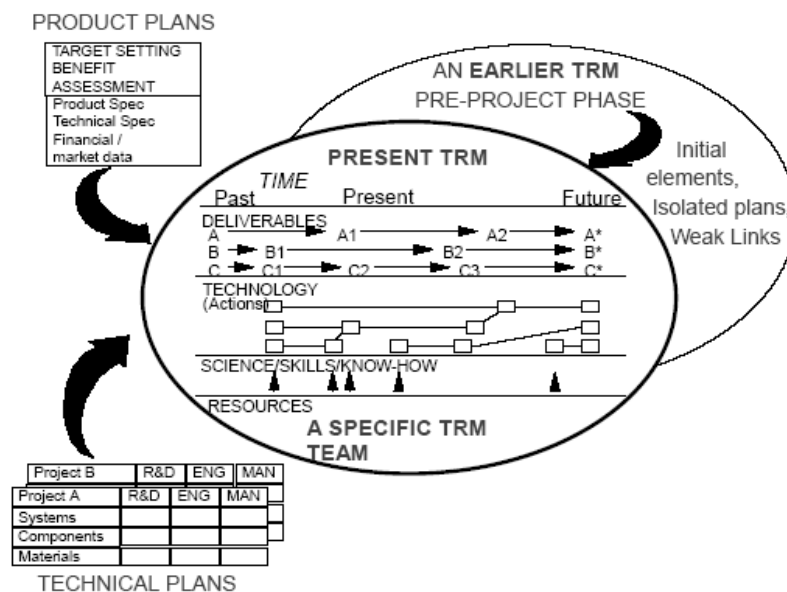 PRODUCT PLANS
TARGET SETTING
BENEFIT
ASSESSMENT
Product Spec
Technical Spec
Financial /
market data
AN EARLIER TRM
PRE-PROJECT PHASE
Initial
elements,
Isolated plans,
Weak Links
PRESENT TRM
TIME
Past Present Future
DELIVERABLES
A A1 A2 A*
B B1 B2 B*
C C1 C2 C3 C*
TECHNOLOGY
(Actions)
SCIENCE/SKILLS/KNOW-HOW
RESOURCES
A SPECIFIC TRM
TEAM
Project B R&D ENG MAN
Project A R&D ENG MAN
Systems
Components
Materials
TECHNICAL PLANS